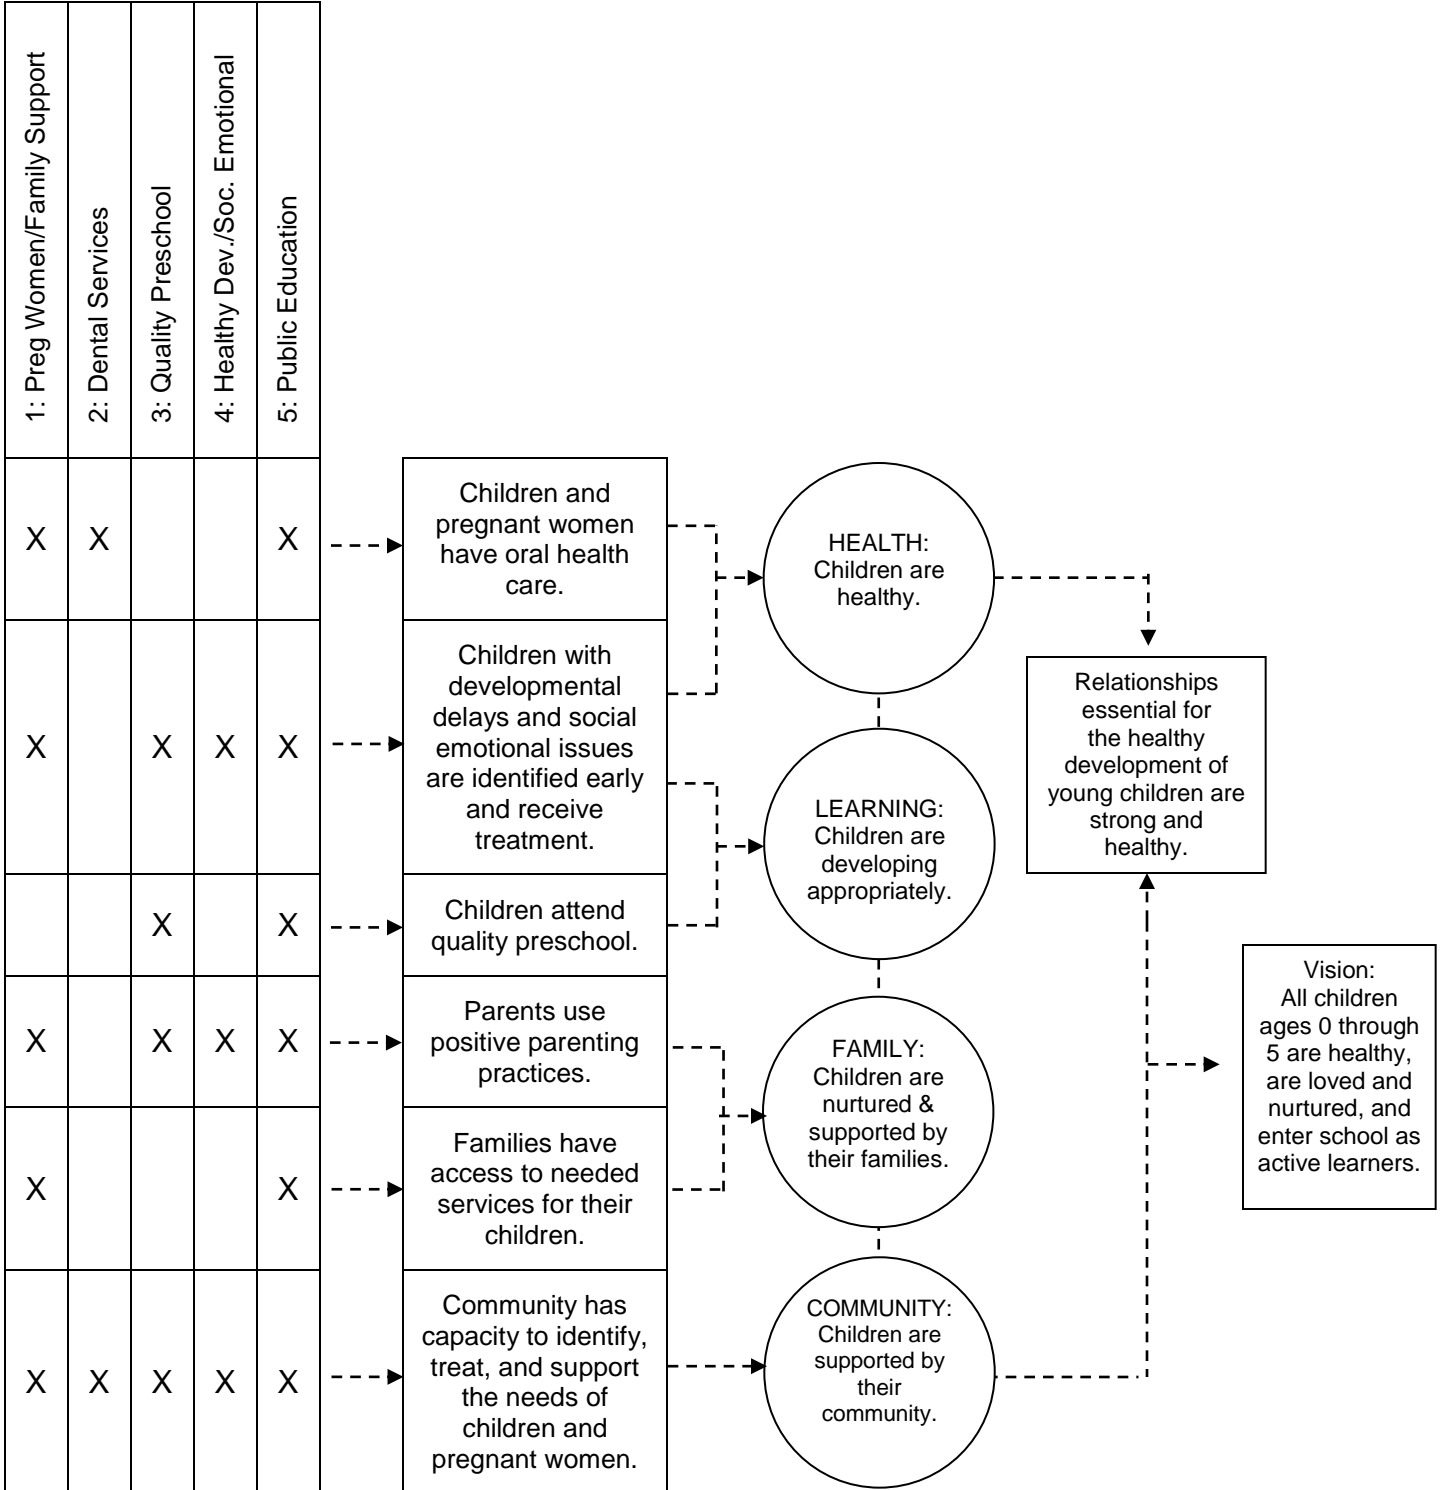 1: Preg Women/Family Support
2: Dental Services
3: Quality Preschool
4: Healthy Dev./Soc. Emotional
5: Public Education
X X X
Children and
pregnant women
have oral health
care.
X X X X
Children with
developmental
delays and social
emotional issues
are identified early
and receive
treatment.
X X
Children attend
quality preschool.
X X X X
Parents use
positive parenting
practices.
X X
Families have
access to needed
services for their
children.
X X X X X
Community has
capacity to identify,
treat, and support
the needs of
children and
pregnant women.
HEALTH:
Children are
healthy.
LEARNING:
Children are
developing
appropriately.
FAMILY:
Children are
nurtured &
supported by
their families.
COMMUNITY:
Children are
supported by
their
community.
Relationships
essential for
the healthy
development of
young children are
strong and
healthy.
Vision:
All children
ages 0 through
5 are healthy,
are loved and
nurtured, and
enter school as
active learners.